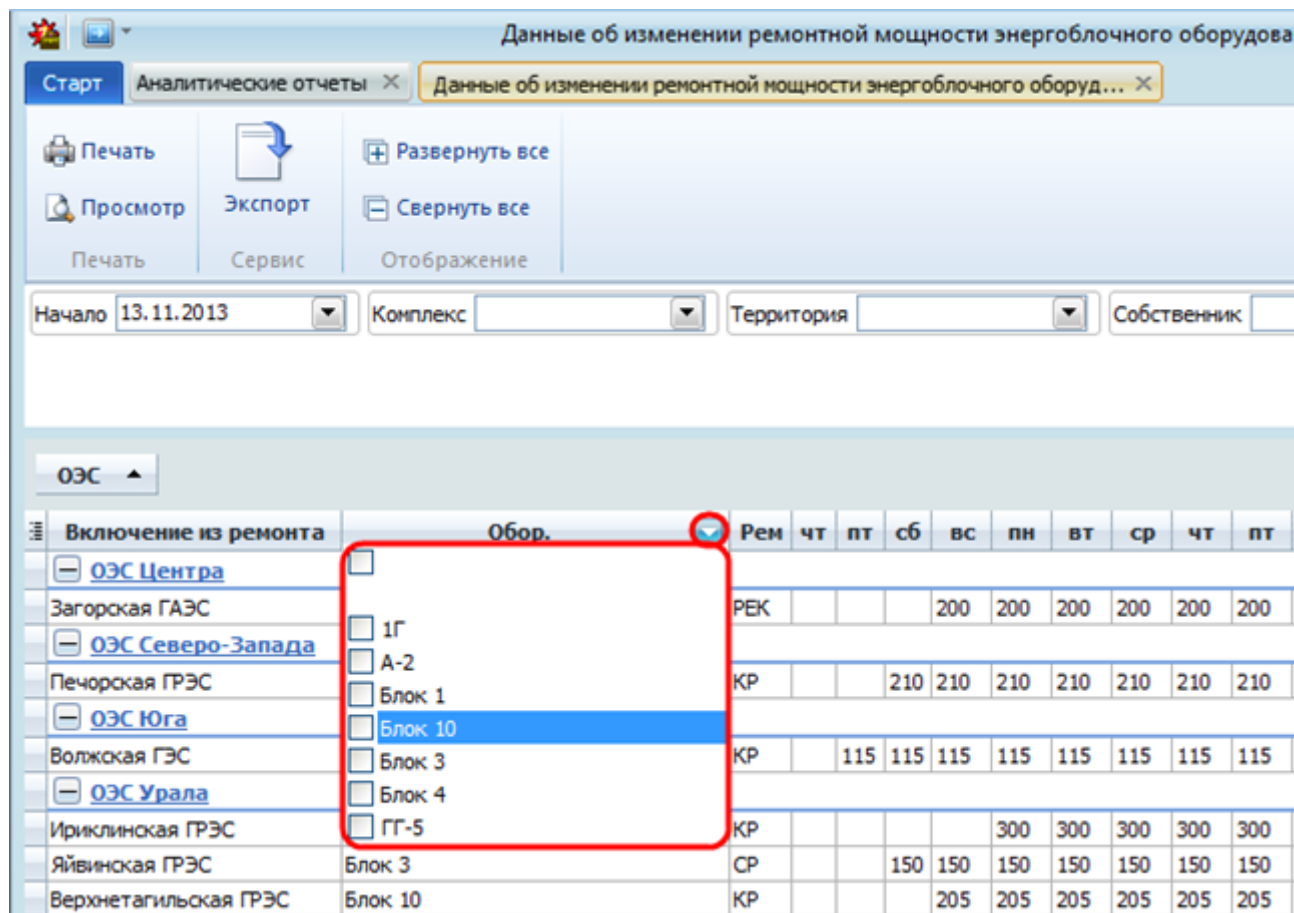 Данные об изменении ремонтной мощности энергоблочного оборудова
Старт Аналитические отчеты Данные об изменении ремонтной мощности энергоблочного оборуд...
Печать Развернуть все
Просмотр Экспорт Свернуть все
Печать Сервис Отображение
Начало 13.11.2013 Комплекс Территория Собственник
ОЭС
Включение из ремонта Обор. Рем чт пт сб вс пн вт ср чт пт
ОЭС Центра
Загорская ГАЭС РЕК 200 200 200 200 200 200
1Г
ОЭС Северо-Запада
А-2
Печорская ГРЭС КР 210 210 210 210 210 210 210
Блок 1
ОЭС Юга
Блок 10
Волжская ГЭС КР 115 115 115 115 115 115 115 115
Блок 3
ОЭС Урала
Блок 4
Ириклинская ГРЭС ГГ-5 КР 300 300 300 300 300
Яйвинская ГРЭС Блок 3 СР 150 150 150 150 150 150 150
Верхнетагильская ГРЭС Блок 10 КР 205 205 205 205 205 205